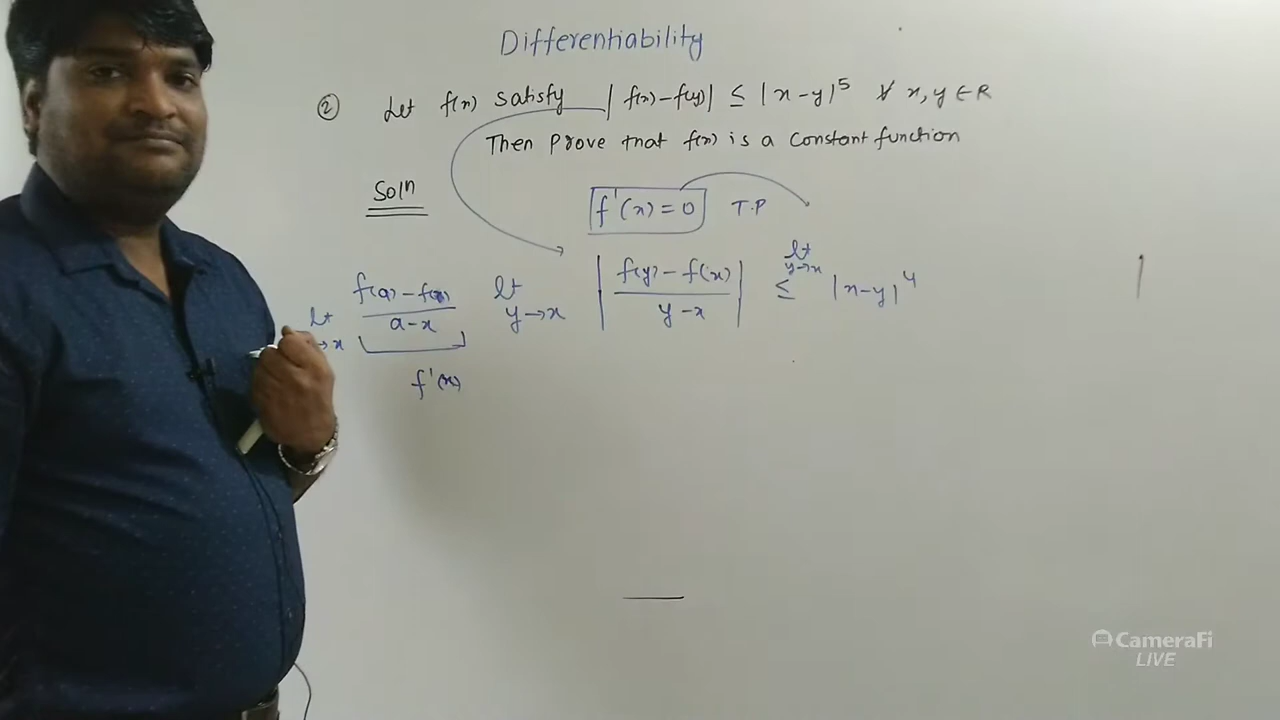 Differentiability
② Let f(x) satisfy |f(x)-f(y)| ≤ |x-y|⁵ ∀ x, y ∈ R
Then Prove that f(x) is a Constant function
Soln
f'(x) = 0 T.P
lt f(a) - f(x) / a-x lt y→x | f(y) - f(x) / y-x | ≤ lt y→x |x-y|⁴
→x
f'(x)
CameraFi
LIVE